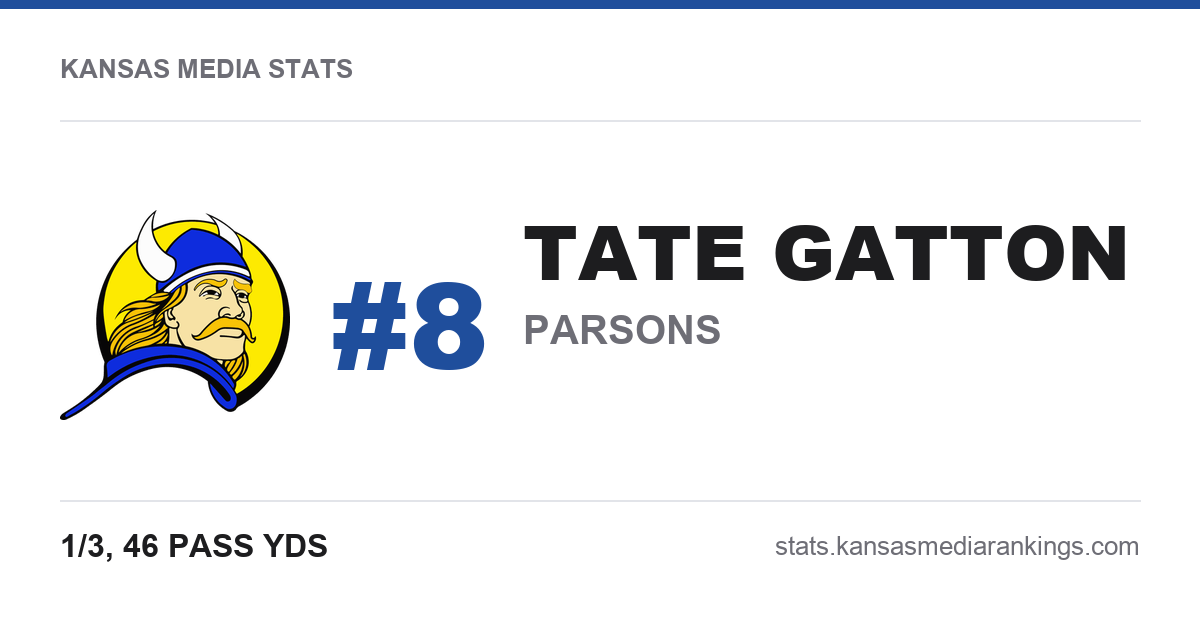 KANSAS MEDIA STATS
#8
TATE GATTON
PARSONS
1/3, 46 PASS YDS
stats.kansasmediarankings.com